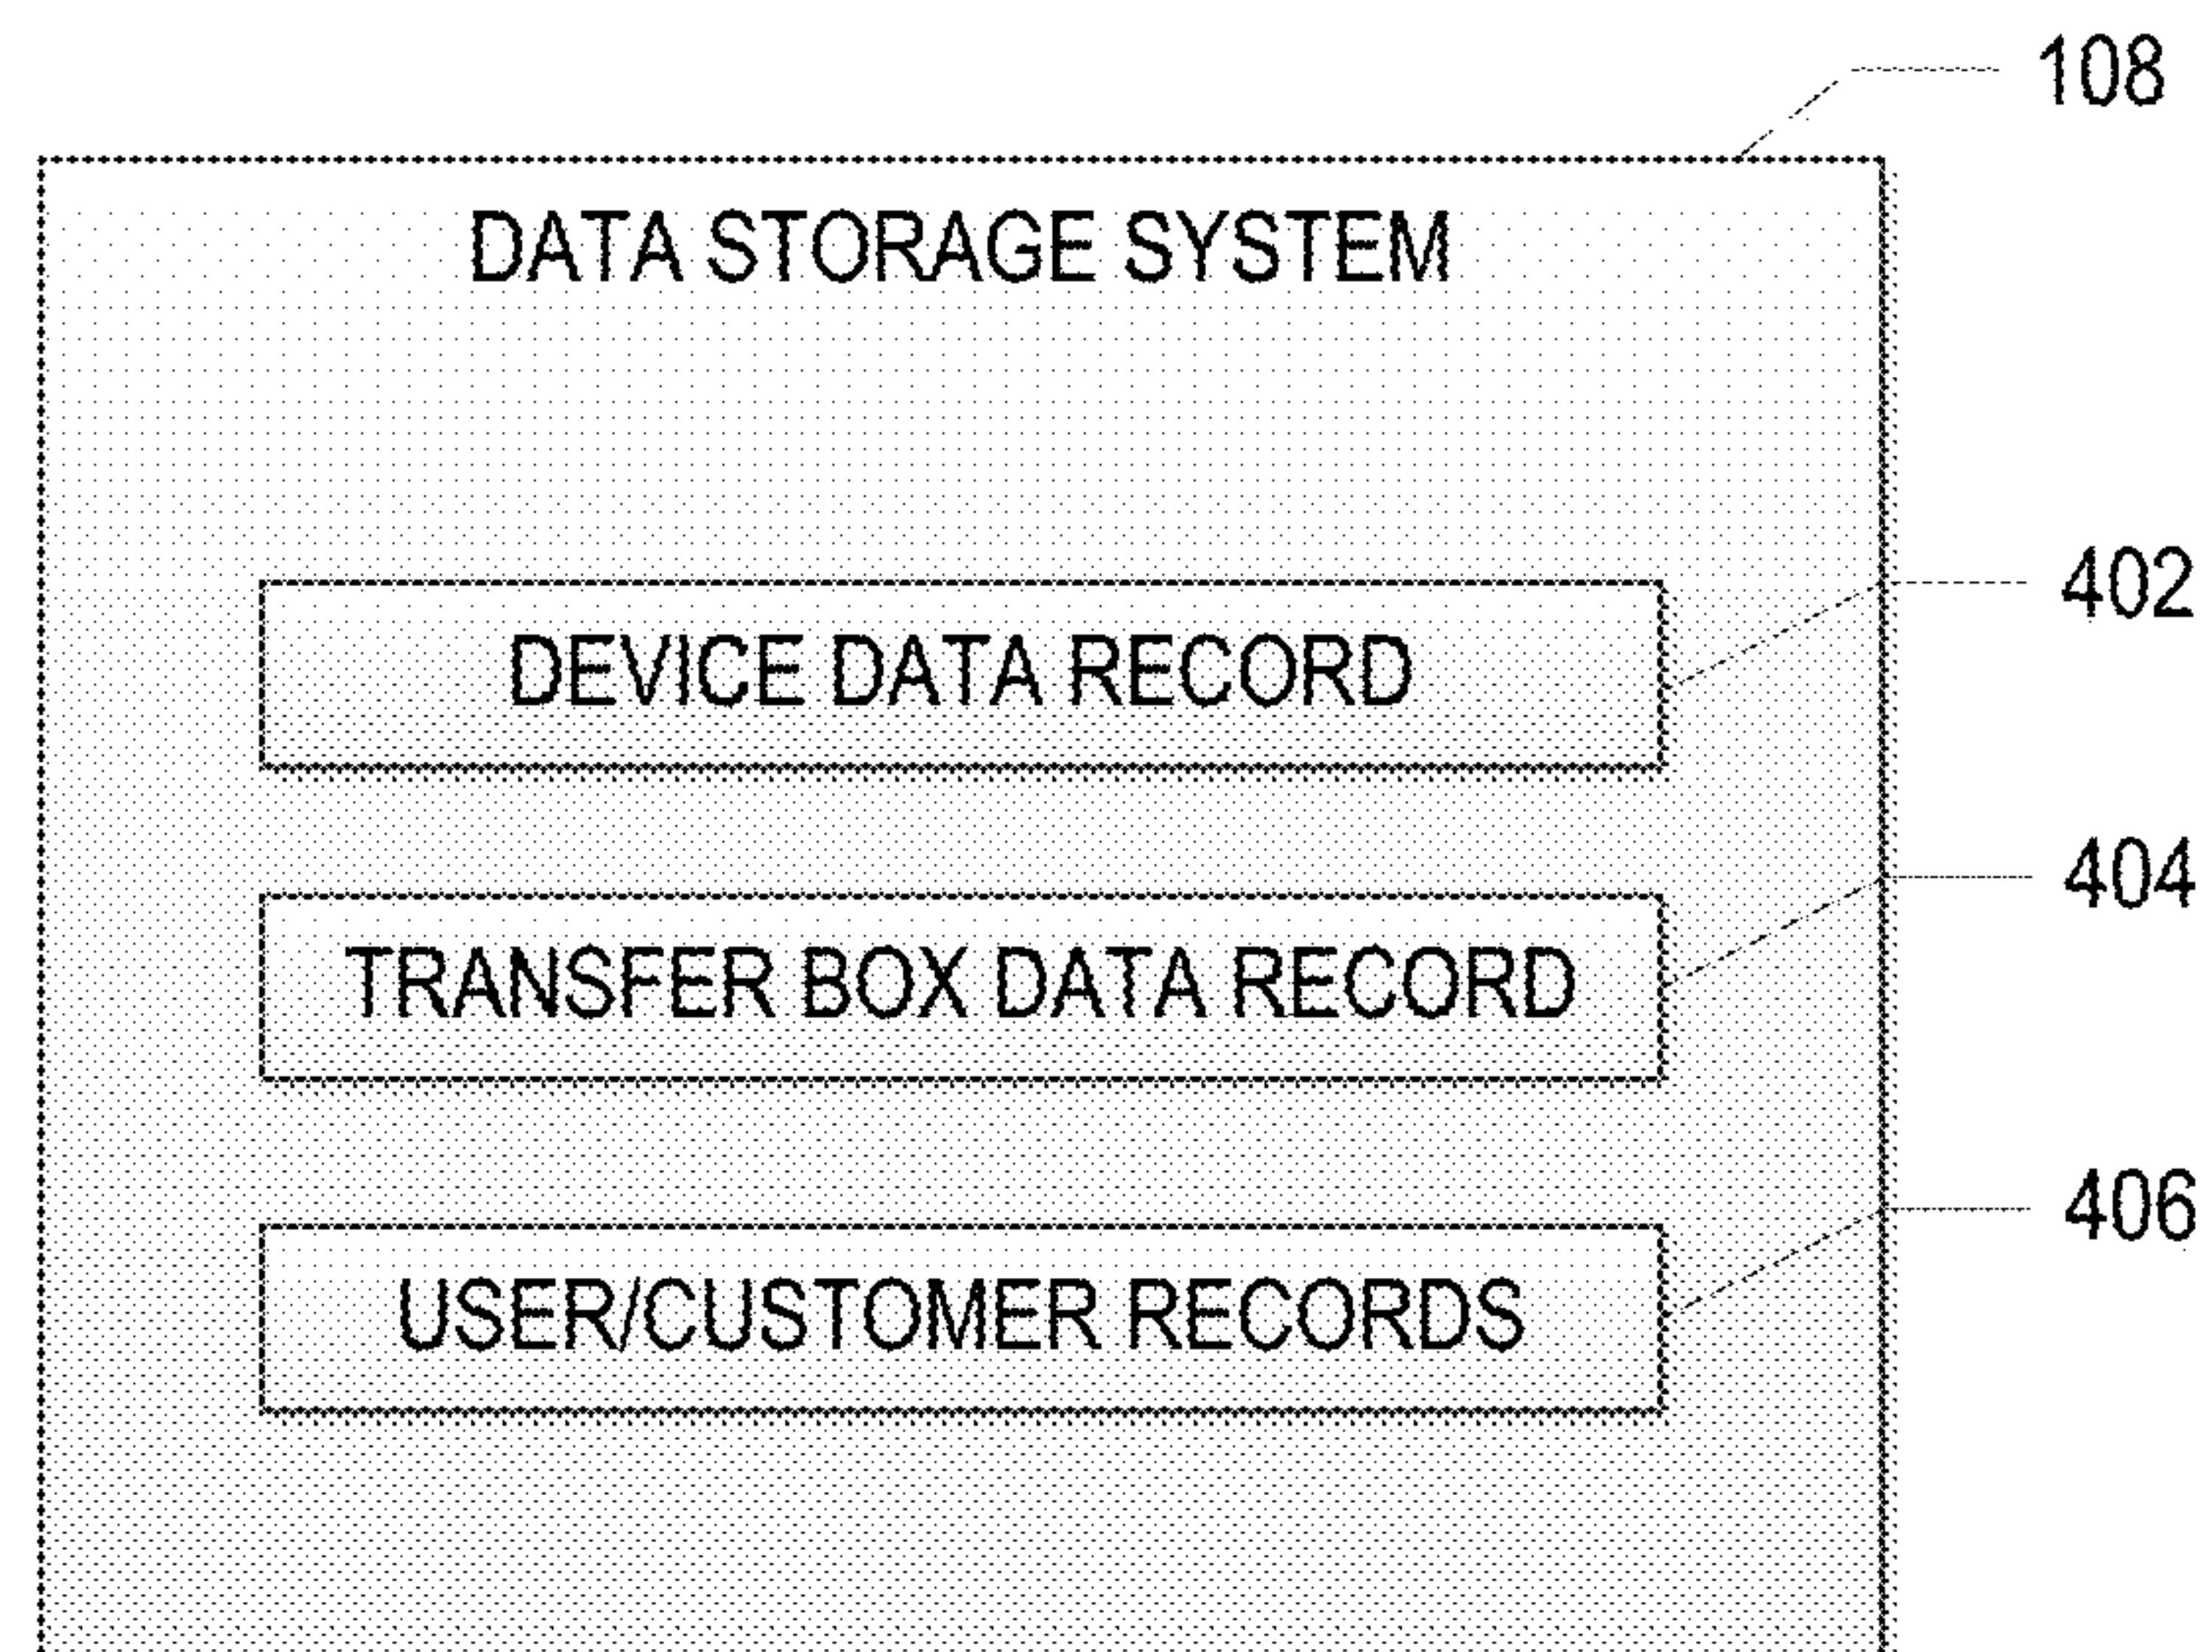 108
DATA STORAGE SYSTEM
402
DEVICE DATA RECORD
404
TRANSFER BOX DATA RECORD
406
USER/CUSTOMER RECORDS